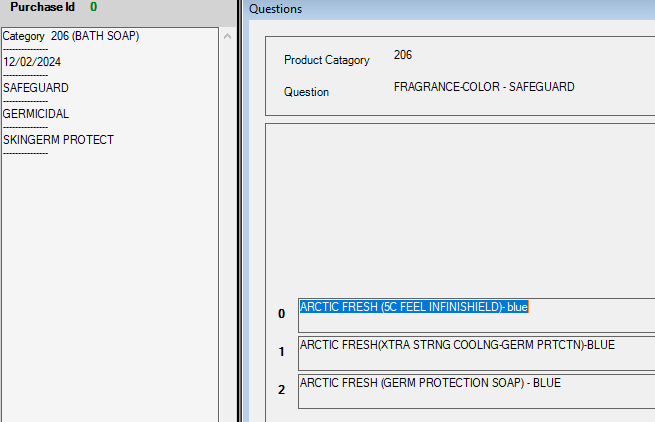 Purchase Id 0
Category 206 (BATH SOAP)
---------------
12/02/2024
---------------
SAFEGUARD
---------------
GERMICIDAL
---------------
SKINGERM PROTECT
---------------
Questions
Product Catagory 206
Question FRAGRANCE-COLOR - SAFEGUARD
0 ARCTIC FRESH (5C FEEL INFINISHIELD)- blue
1 ARCTIC FRESH(XTRA STRNG COOLNG-GERM PRTCTN)-BLUE
2 ARCTIC FRESH (GERM PROTECTION SOAP) - BLUE